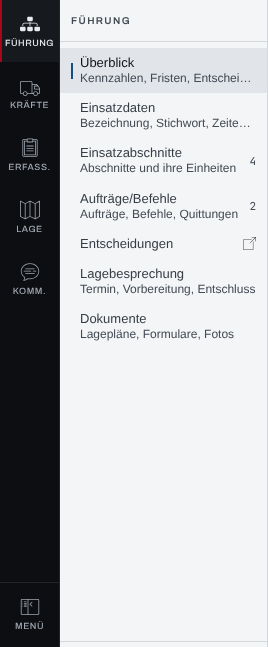 FÜHRUNG
KRÄFTE
ERFASS.
LAGE
KOMM.
MENÜ
FÜHRUNG
Überblick
Kennzahlen, Fristen, Entschei…
Einsatzdaten
Bezeichnung, Stichwort, Zeite…
Einsatzabschnitte
Abschnitte und ihre Einheiten
4
Aufträge/Befehle
Aufträge, Befehle, Quittungen
2
Entscheidungen
Lagebesprechung
Termin, Vorbereitung, Entschluss
Dokumente
Lagepläne, Formulare, Fotos